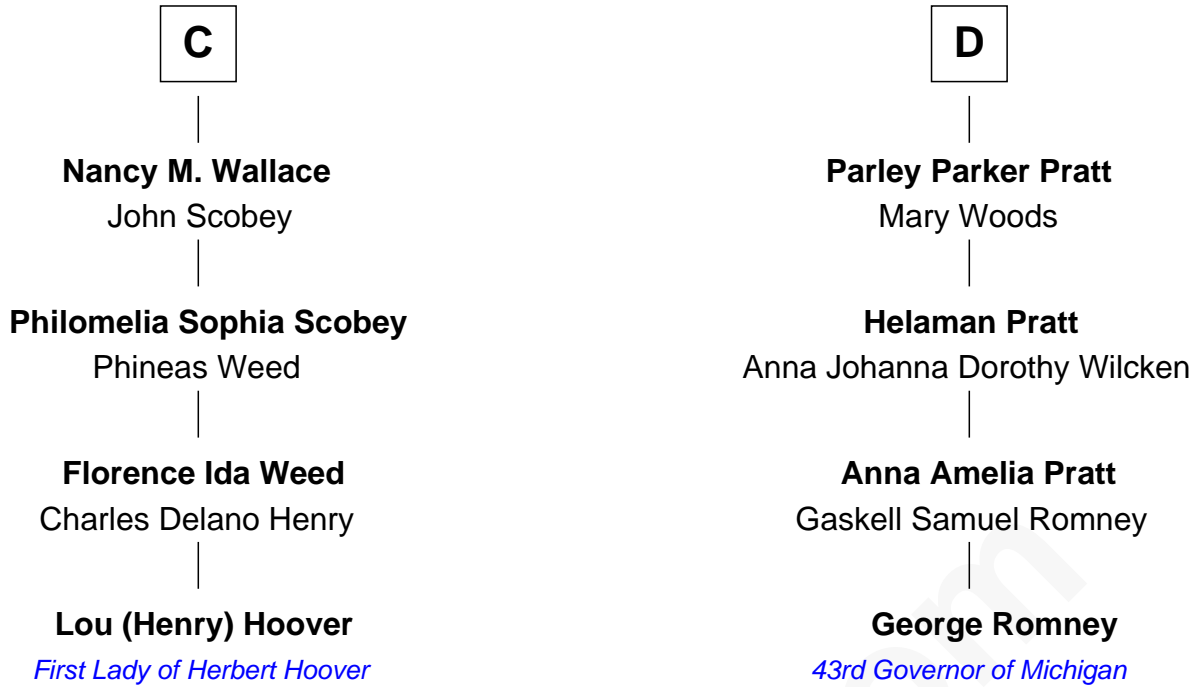 C
Nancy M. Wallace
John Scobey
Philomelia Sophia Scobey
Phineas Weed
Florence Ida Weed
Charles Delano Henry
Lou (Henry) Hoover
First Lady of Herbert Hoover
D
Parley Parker Pratt
Mary Woods
Helaman Pratt
Anna Johanna Dorothy Wilcken
Anna Amelia Pratt
Gaskell Samuel Romney
George Romney
43rd Governor of Michigan